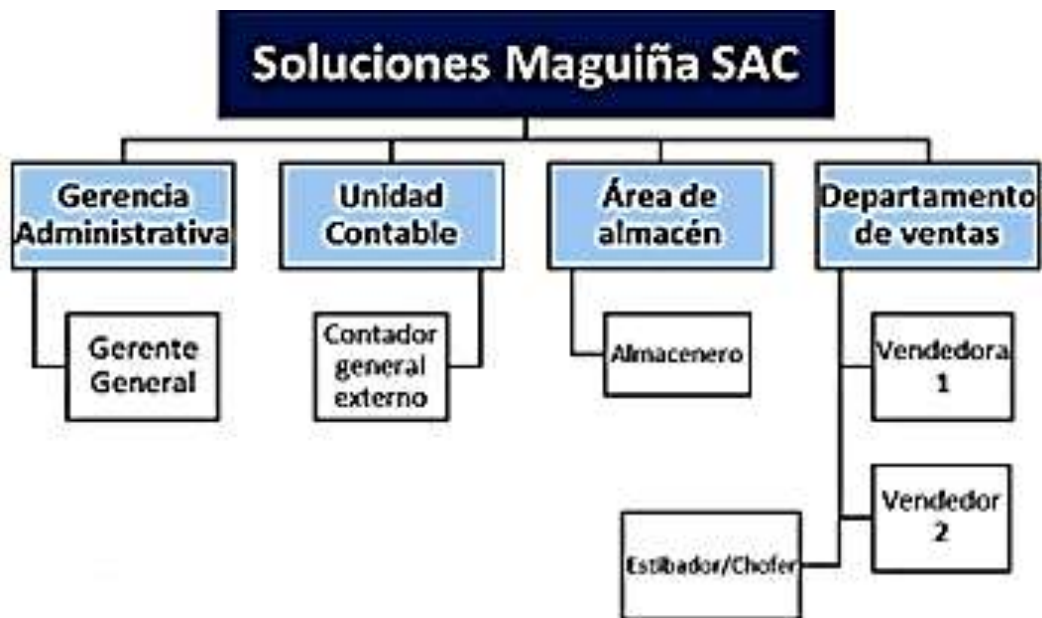 Soluciones Maguiña SAC
Gerencia
Administrativa
Unidad
Contable
Área de
almacén
Departamento
de ventas
Gerente
General
Contador
general
externo
Almacenero
Vendedora
1
Vendedor
2
Estibador/Chofer